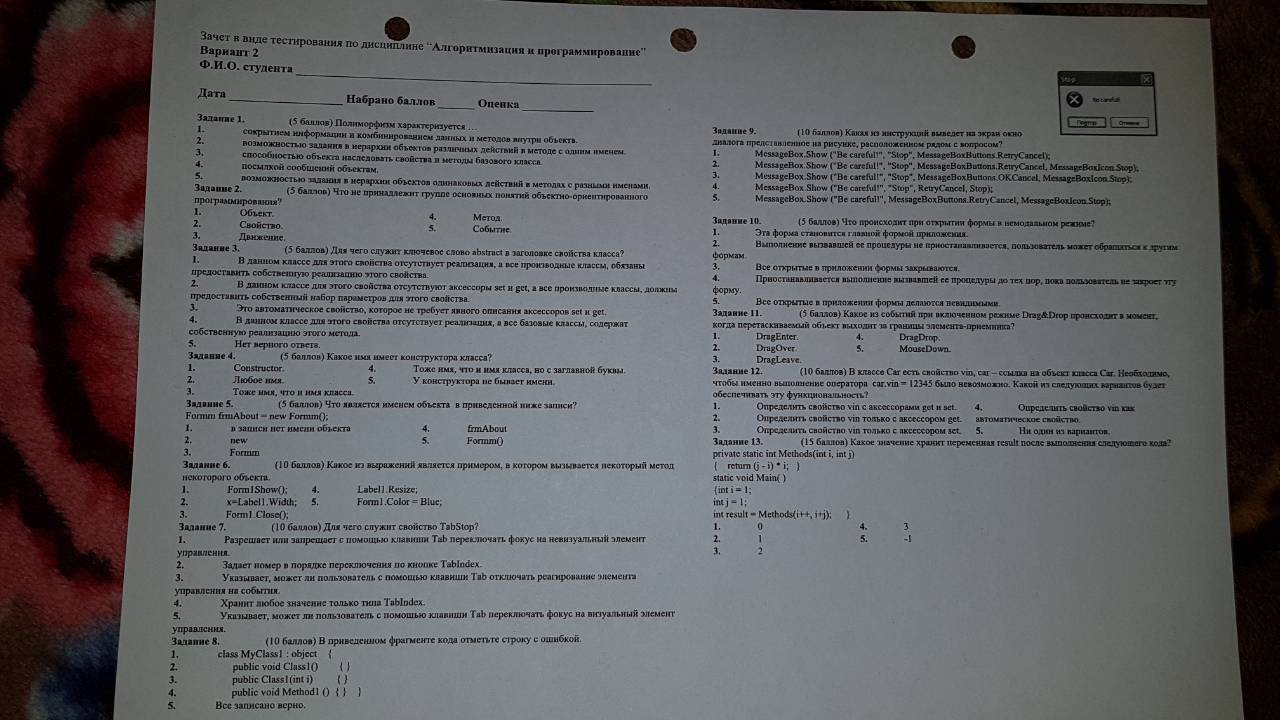 Зачет в виде тестирования по дисциплине "Алгоритмизация и программирование"
Вариант 2
Ф.И.О. студента
Дата Набрано баллов Оценка
Задание 1. (5 баллов) Полиморфизм характеризуется ...
1. сокрытием информации и комбинированием данных и методов внутри объекта.
2. возможностью задания в иерархии объектов различных действий в методе с одним именем.
3. способностью объекта наследовать свойства и методы базового класса.
4. посылкой сообщений объектам.
5. возможностью задания в иерархии объектов одинаковых действий в методах с разными именами.
Задание 2. (5 баллов) Что не принадлежит группе основных понятий объектно-ориентированного
программирования?
1. Объект. 4. Метод.
2. Свойство. 5. Событие.
3. Движение.
Задание 3. (5 баллов) Для чего служит ключевое слово abstract в заголовке свойства класса?
1. В данном классе для этого свойства отсутствует реализация, а все производные классы, обязаны
предоставить собственную реализацию этого свойства.
2. В данном классе для этого свойства отсутствуют аксессоры set и get, а все производные классы, должны
предоставить собственный набор параметров для этого свойства.
3. Это автоматическое свойство, которое не требует явного описания аксессоров set и get.
4. В данном классе для этого свойства отсутствует реализация, а все базовые классы, содержат
собственную реализацию этого метода.
5. Нет верного ответа.
Задание 4. (5 баллов) Какое имя имеет конструктора класса?
1. Constructor. 4. Тоже имя, что и имя класса, но с заглавной буквы.
2. Любое имя. 5. У конструктора не бывает имени.
3. Тоже имя, что и имя класса.
Задание 5. (5 баллов) Что является именем объекта в приведенной ниже записи?
Formm frmAbout = new Formm();
1. в записи нет имени объекта 4. frmAbout
2. new 5. Formm()
3. Formm
Задание 6. (10 баллов) Какое из выражений является примером, в котором вызывается некоторый метод
некоторого объекта.
1. Form1Show(); 4. Label1.Resize;
2. x=Label1.Width; 5. Form1.Color = Blue;
3. Form1.Close();
Задание 7. (10 баллов) Для чего служит свойство TabStop?
1. Разрешает или запрещает с помощью клавиши Tab переключать фокус на невизуальный элемент
управления.
2. Задает номер в порядке переключения по кнопке TabIndex.
3. Указывает, может ли пользователь с помощью клавиши Tab отключать реагирование элемента
управления на события.
4. Хранит любое значение только типа TabIndex.
5. Указывает, может ли пользователь с помощью клавиши Tab переключать фокус на визуальный элемент
управления.
Задание 8. (10 баллов) В приведенном фрагменте кода отметьте строку с ошибкой.
1. class MyClass1 : object {
2. public void Class1() { }
3. public Class1(int i) { }
4. public void Method1 () { } }
5. Все записано верно.
Stop
Be careful!
Повтор Отмена
Задание 9. (10 баллов) Какая из инструкций выведет на экран окно
диалога представленное на рисунке, расположенном рядом с вопросом?
1. MessageBox.Show ("Be careful!", "Stop", MessageBoxButtons.RetryCancel);
2. MessageBox.Show ("Be careful!", "Stop", MessageBoxButtons.RetryCancel, MessageBoxIcon.Stop);
3. MessageBox.Show ("Be careful!", "Stop", MessageBoxButtons.OKCancel, MessageBoxIcon.Stop);
4. MessageBox.Show ("Be careful!", "Stop", RetryCancel, Stop);
5. MessageBox.Show ("Be careful!", MessageBoxButtons.RetryCancel, MessageBoxIcon.Stop);
Задание 10. (5 баллов) Что происходит при открытии формы в немодальном режиме?
1. Эта форма становится главной формой приложения.
2. Выполнение вызвавшей ее процедуры не приостанавливается, пользователь может обращаться к другим
формам.
3. Все открытые в приложении формы закрываются.
4. Приостанавливается выполнение вызвавшей ее процедуры до тех пор, пока пользователь не закроет эту
форму.
5. Все открытые в приложении формы делаются невидимыми.
Задание 11. (5 баллов) Какое из событий при включенном режиме Drag&Drop происходит в момент,
когда перетаскиваемый объект выходит за границы элемента-приемника?
1. DragEnter. 4. DragDrop.
2. DragOver. 5. MouseDown.
3. DragLeave.
Задание 12. (10 баллов) В классе Car есть свойство vin, car – ссылка на объект класса Car. Необходимо,
чтобы именно выполнение оператора car.vin = 12345 было невозможно. Какой из следующих вариантов будет
обеспечивать эту функциональность?
1. Определить свойство vin с аксессорами get и set. 4. Определить свойство vin как
2. Определить свойство vin только с аксессором get. автоматическое свойство.
3. Определить свойство vin только с аксессором set. 5. Ни один из вариантов.
Задание 13. (15 баллов) Какое значение хранит переменная result после выполнения следующего кода?
private static int Methods(int i, int j)
{ return (j - i) * i; }
static void Main( )
{int i = 1;
int j = 1;
int result = Methods(i++, i+j); }
1. 0 4. 3
2. 1 5. -1
3. 2